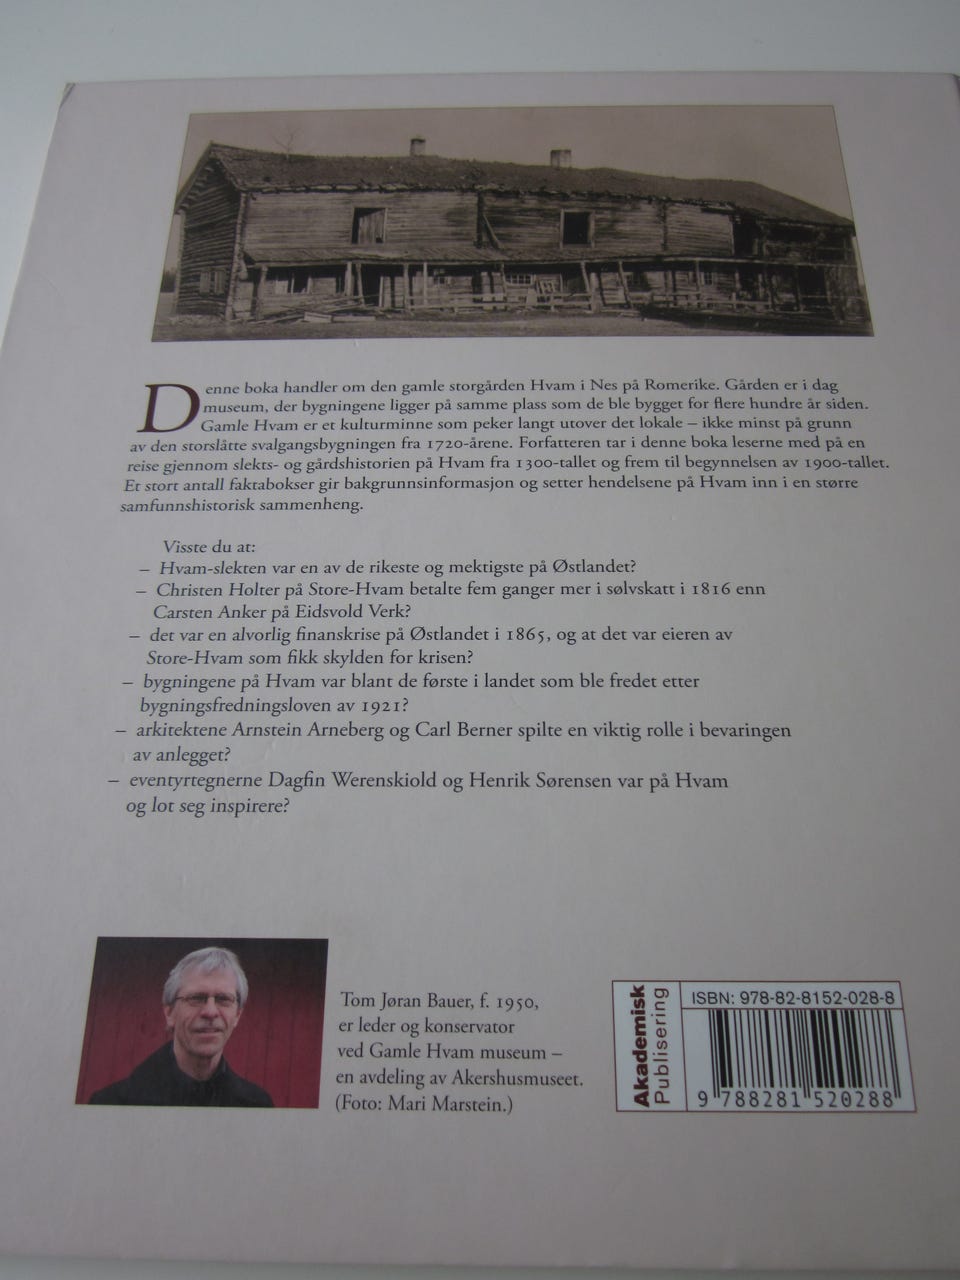 Denne boka handler om den gamle storgården Hvam i Nes på Romerike. Gården er i dag
museum, der bygningene ligger på samme plass som de ble bygget for flere hundre år siden.
Gamle Hvam er et kulturminne som peker langt utover det lokale – ikke minst på grunn
av den storslåtte svalgangsbygningen fra 1720-årene. Forfatteren tar i denne boka leserne med på en
reise gjennom slekts- og gårdshistorien på Hvam fra 1300-tallet og frem til begynnelsen av 1900-tallet.
Et stort antall faktabokser gir bakgrunnsinformasjon og setter hendelsene på Hvam inn i en større
samfunnshistorisk sammenheng.
Visste du at:
– Hvam-slekten var en av de rikeste og mektigste på Østlandet?
– Christen Holter på Store-Hvam betalte fem ganger mer i sølvskatt i 1816 enn
Carsten Anker på Eidsvold Verk?
– det var en alvorlig finanskrise på Østlandet i 1865, og at det var eieren av
Store-Hvam som fikk skylden for krisen?
– bygningene på Hvam var blant de første i landet som ble fredet etter
bygningsfredningsloven av 1921?
– arkitektene Arnstein Arneberg og Carl Berner spilte en viktig rolle i bevaringen
av anlegget?
– eventyrtegnerne Dagfin Werenskiold og Henrik Sørensen var på Hvam
og lot seg inspirere?
Tom Jøran Bauer, f. 1950,
er leder og konservator
ved Gamle Hvam museum –
en avdeling av Akershusmuseet.
(Foto: Mari Marstein.)
Akademisk
Publisering
ISBN: 978-82-8152-028-8
9 788281 520288